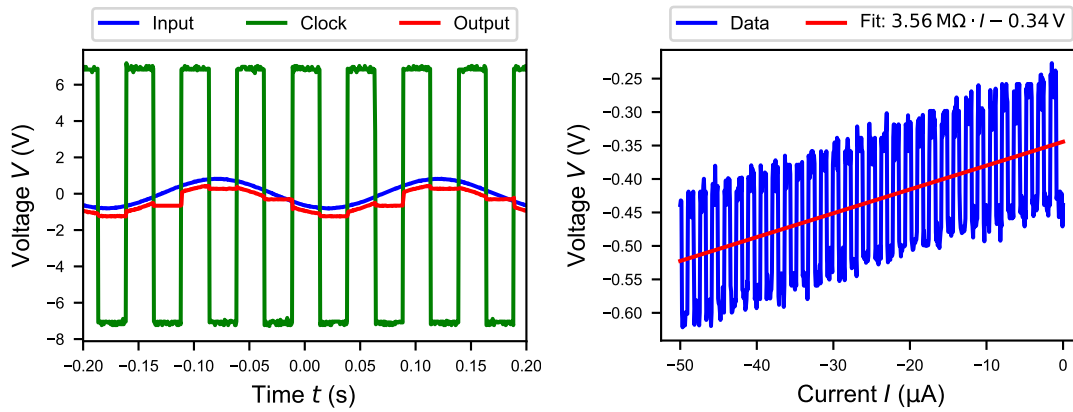 Input Clock Output
Voltage V (V)
6
4
2
0
−2
−4
−6
−8
−0.20 −0.15 −0.10 −0.05 0.00 0.05 0.10 0.15 0.20
Time t (s)
Data Fit: 3.56 MΩ · I − 0.34 V
Voltage V (V)
−0.25
−0.30
−0.35
−0.40
−0.45
−0.50
−0.55
−0.60
−50 −40 −30 −20 −10 0
Current I (µA)